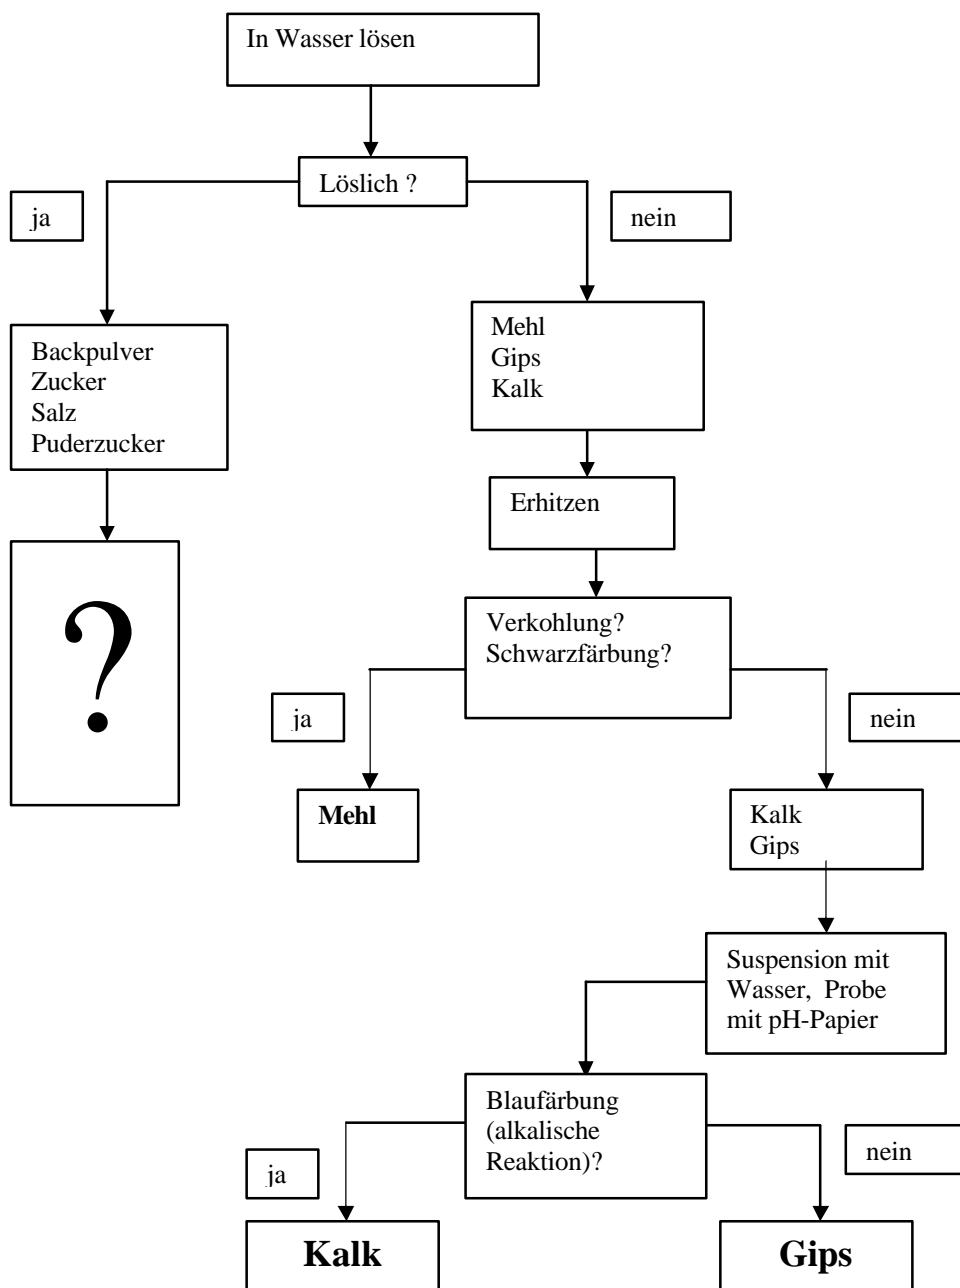 In Wasser lösen
Löslich ?
ja
nein
Backpulver
Zucker
Salz
Puderzucker
Mehl
Gips
Kalk
Erhitzen
?
Verkohlung?
Schwarzfärbung?
ja
nein
Mehl
Kalk
Gips
Suspension mit
Wasser, Probe
mit pH-Papier
Blaufärbung
(alkalische
Reaktion)?
ja
nein
Kalk
Gips